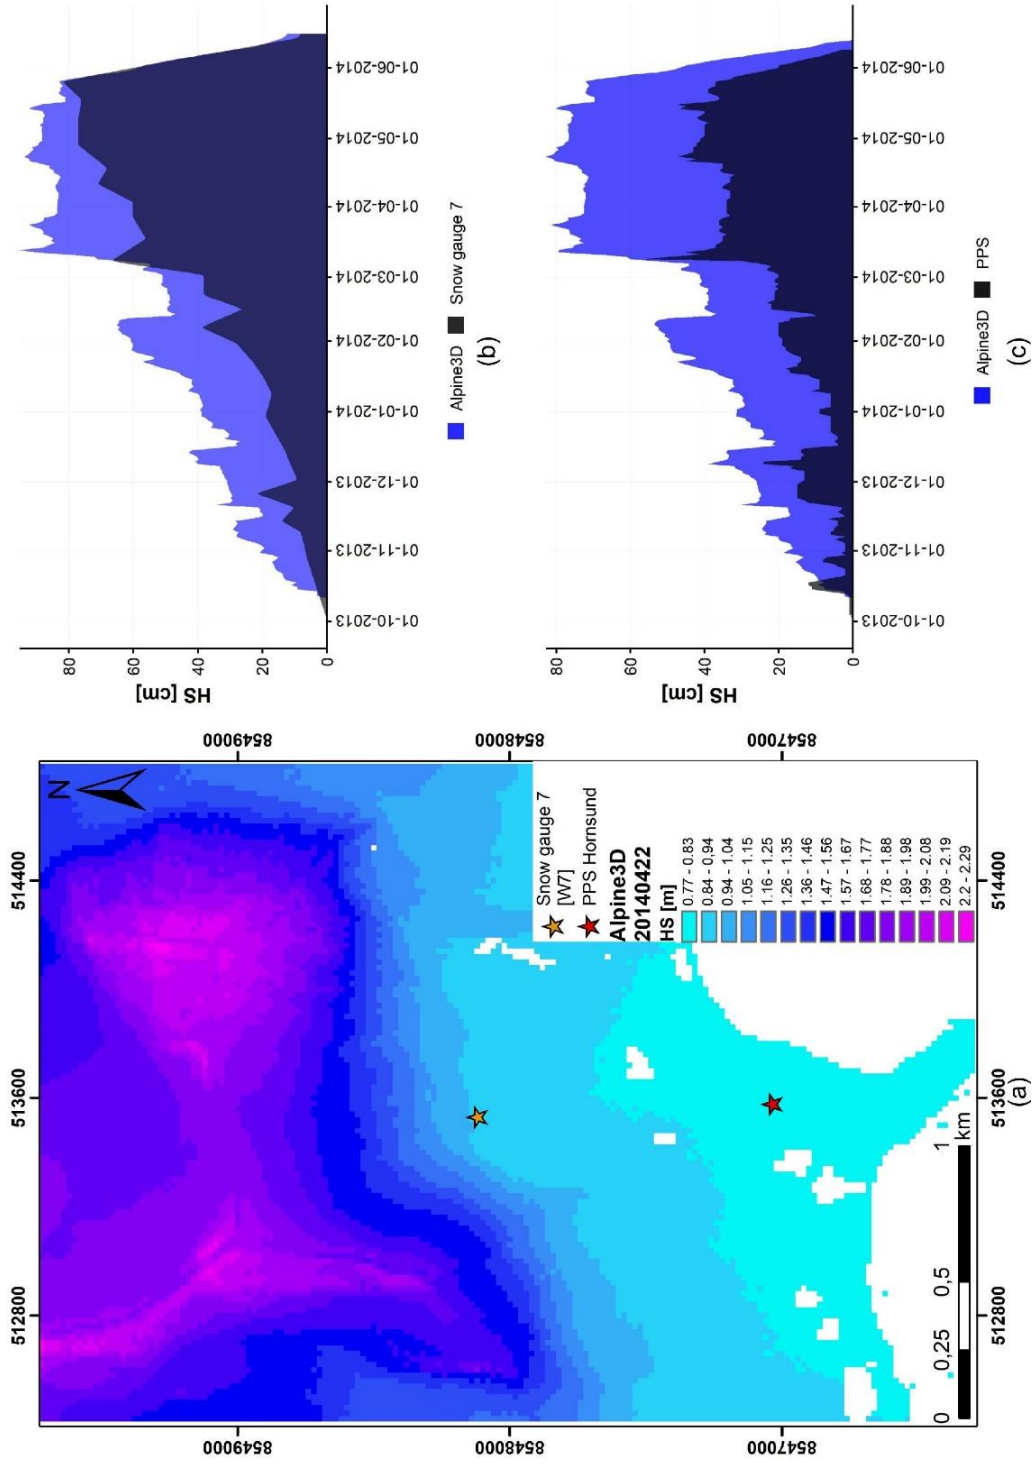 8549000
8548000
8547000
8549000
8548000
8547000
512800
513600
514400
512800
513600
514400
N
Snow gauge 7
[W7]
PPS Hornsund
Alpine3D
20140422
HS [m]
0.77 - 0.83
0.84 - 0.94
0.94 - 1.04
1.05 - 1.15
1.16 - 1.25
1.26 - 1.35
1.36 - 1.46
1.47 - 1.56
1.57 - 1.67
1.68 - 1.77
1.78 - 1.88
1.89 - 1.98
1.99 - 2.08
2.09 - 2.19
2.2 - 2.29
0 0,25 0,5 1
km
(a)
HS [cm]
80
60
40
20
0
01-10-2013
01-11-2013
01-12-2013
01-01-2014
01-02-2014
01-03-2014
01-04-2014
01-05-2014
01-06-2014
Alpine3D Snow gauge 7
(b)
HS [cm]
80
60
40
20
0
01-10-2013
01-11-2013
01-12-2013
01-01-2014
01-02-2014
01-03-2014
01-04-2014
01-05-2014
01-06-2014
Alpine3D PPS
(c)